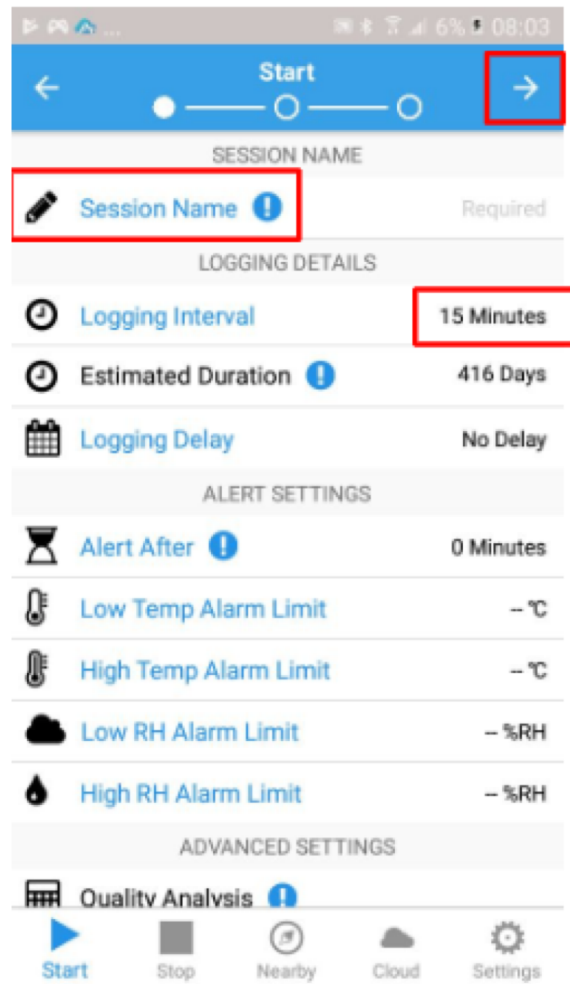 ... 6% 08:03
Start
SESSION NAME
Session Name Required
LOGGING DETAILS
Logging Interval 15 Minutes
Estimated Duration 416 Days
Logging Delay No Delay
ALERT SETTINGS
Alert After 0 Minutes
Low Temp Alarm Limit -- °C
High Temp Alarm Limit -- °C
Low RH Alarm Limit -- %RH
High RH Alarm Limit -- %RH
ADVANCED SETTINGS
Quality Analysis
Start Stop Nearby Cloud Settings